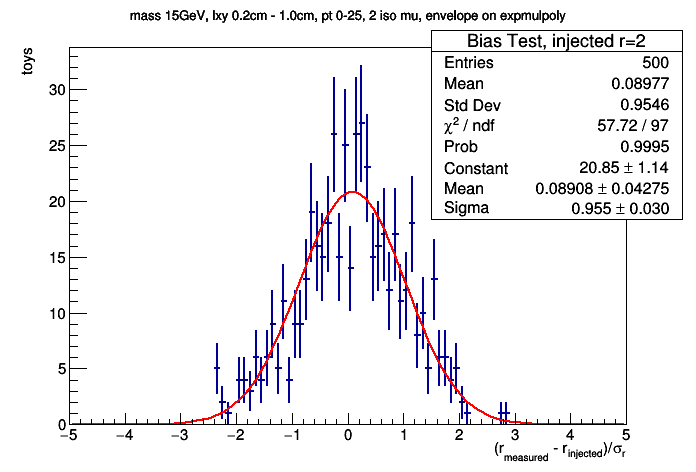 mass 15GeV, lxy 0.2cm - 1.0cm, pt 0-25, 2 iso mu, envelope on expmulpoly
Bias Test, injected r=2
Entries 500
Mean 0.08977
Std Dev 0.9546
χ² / ndf 57.72 / 97
Prob 0.9995
Constant 20.85 ± 1.14
Mean 0.08908 ± 0.04275
Sigma 0.955 ± 0.030
toys
30
25
20
15
10
5
0
−5 −4 −3 −2 −1 0 1 2 3 4 5
(r_measured - r_injected)/σ_r